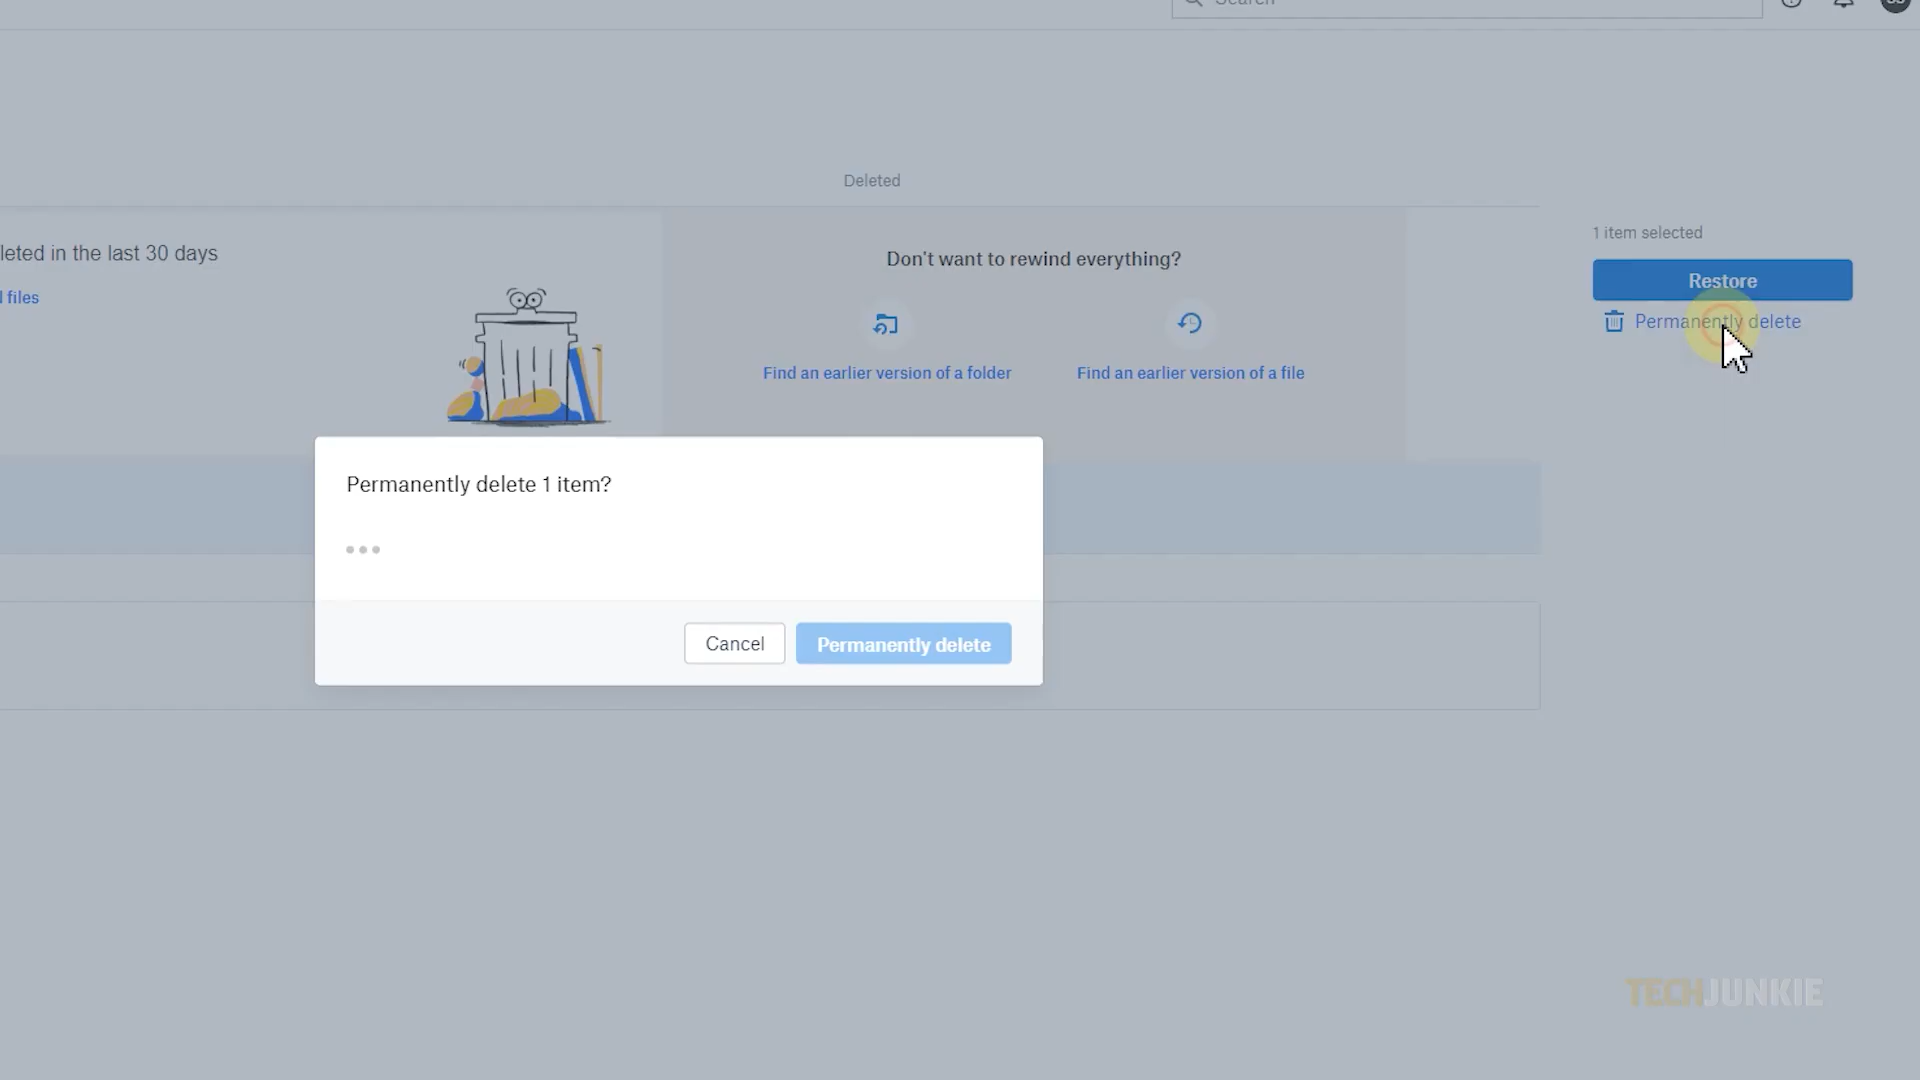 Search
Deleted
leted in the last 30 days
files
Don't want to rewind everything?
Find an earlier version of a folder
Find an earlier version of a file
1 item selected
Restore
Permanently delete
Permanently delete 1 item?
Cancel
Permanently delete
TECHJUNKIE